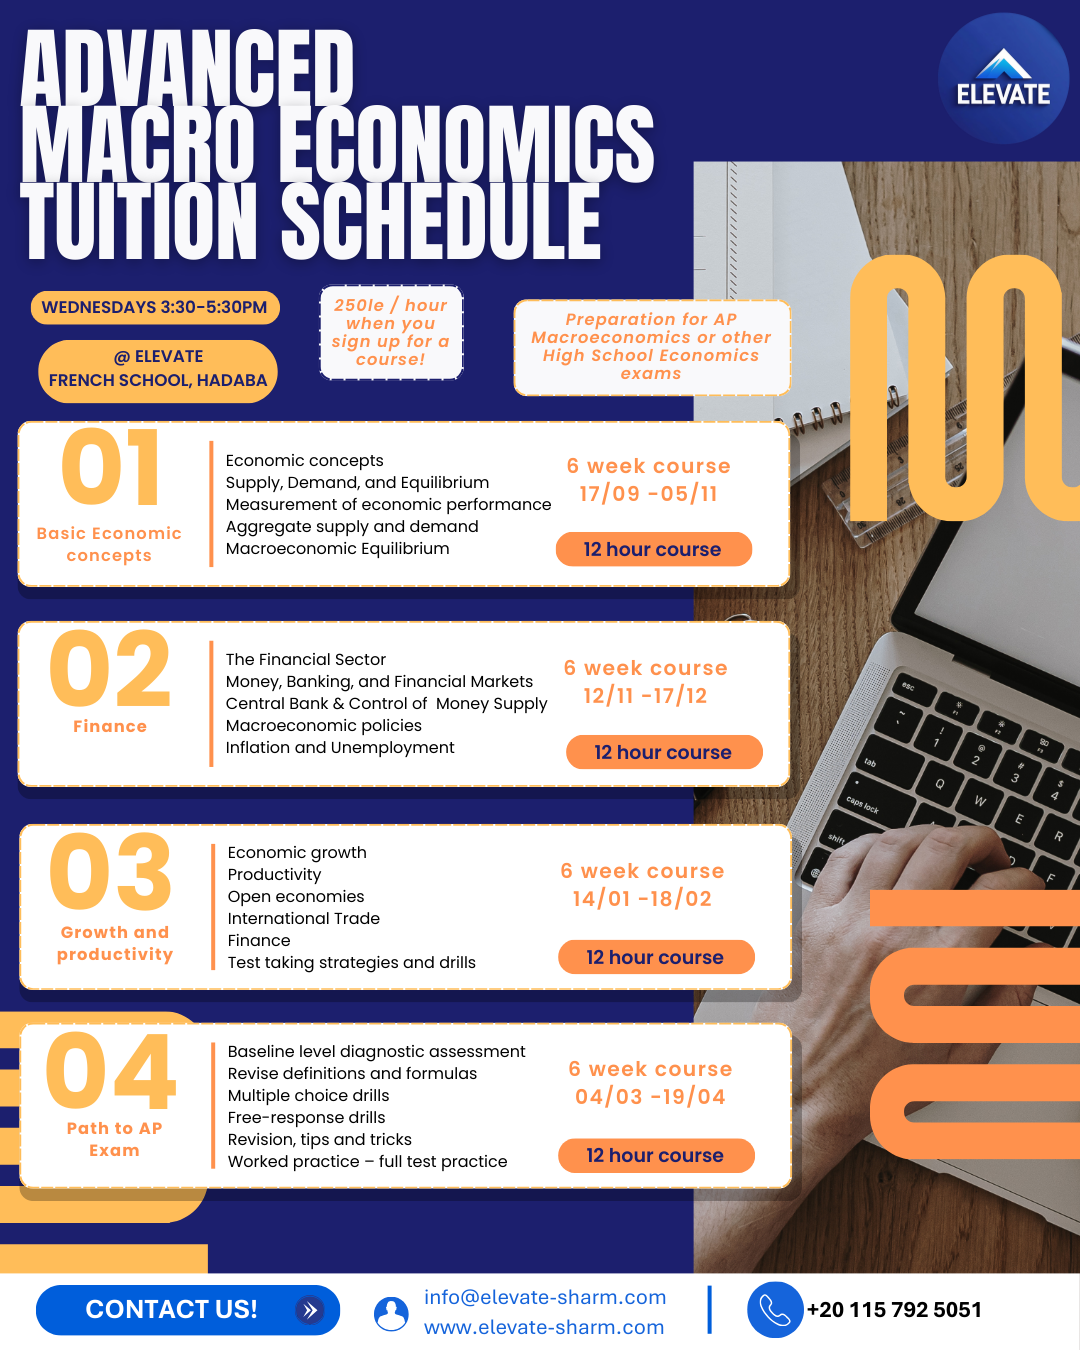 ADVANCED
MACRO ECONOMICS
TUITION SCHEDULE
ELEVATE
WEDNESDAYS 3:30-5:30PM
@ ELEVATE
FRENCH SCHOOL, HADABA
250le / hour
when you
sign up for a
course!
Preparation for AP
Macroeconomics or other
High School Economics
exams
01
Basic Economic
concepts
Economic concepts
Supply, Demand, and Equilibrium
Measurement of economic performance
Aggregate supply and demand
Macroeconomic Equilibrium
6 week course
17/09 -05/11
12 hour course
02
Finance
The Financial Sector
Money, Banking, and Financial Markets
Central Bank & Control of  Money Supply
Macroeconomic policies
Inflation and Unemployment
6 week course
12/11 -17/12
12 hour course
03
Growth and
productivity
Economic growth
Productivity
Open economies
International Trade
Finance
Test taking strategies and drills
6 week course
14/01 -18/02
12 hour course
04
Path to AP
Exam
Baseline level diagnostic assessment
Revise definitions and formulas
Multiple choice drills
Free-response drills
Revision, tips and tricks
Worked practice – full test practice
6 week course
04/03 -19/04
12 hour course
esc
tab
caps lock
shift
Q W E R
CONTACT US!
info@elevate-sharm.com
www.elevate-sharm.com
+20 115 792 5051